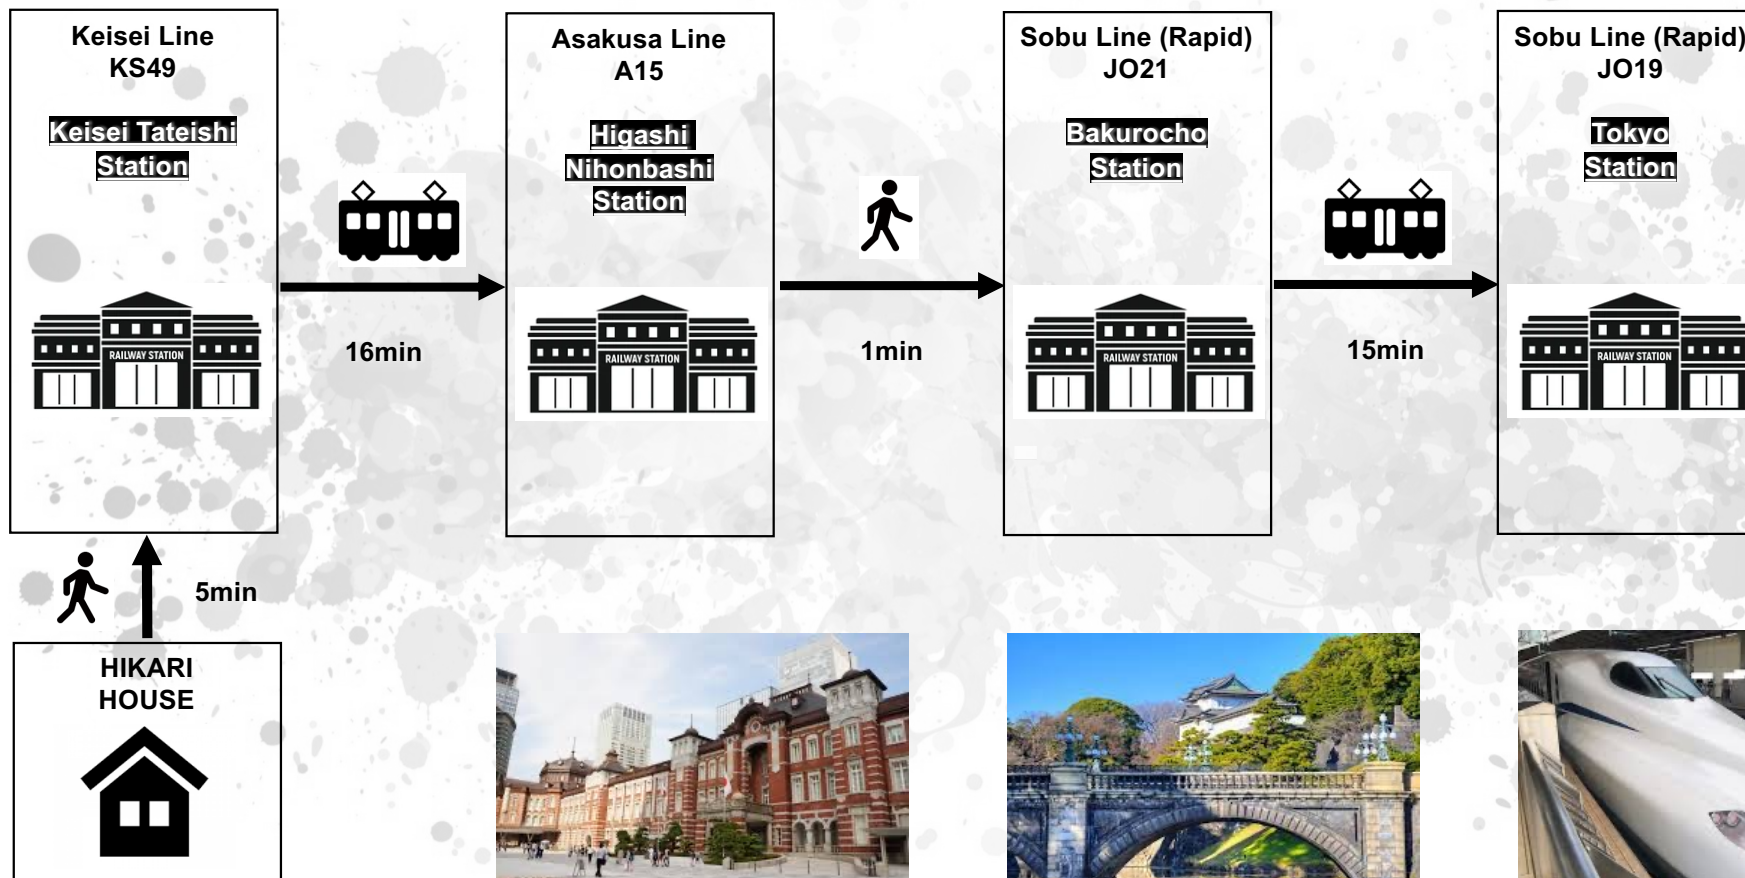 Keisei Line
KS49
Keisei Tateishi
Station
RAILWAY STATION
16min
Asakusa Line
A15
Higashi
Nihonbashi
Station
RAILWAY STATION
1min
Sobu Line (Rapid)
JO21
Bakurocho
Station
RAILWAY STATION
15min
Sobu Line (Rapid)
JO19
Tokyo
Station
RAILWAY STATION
5min
HIKARI
HOUSE